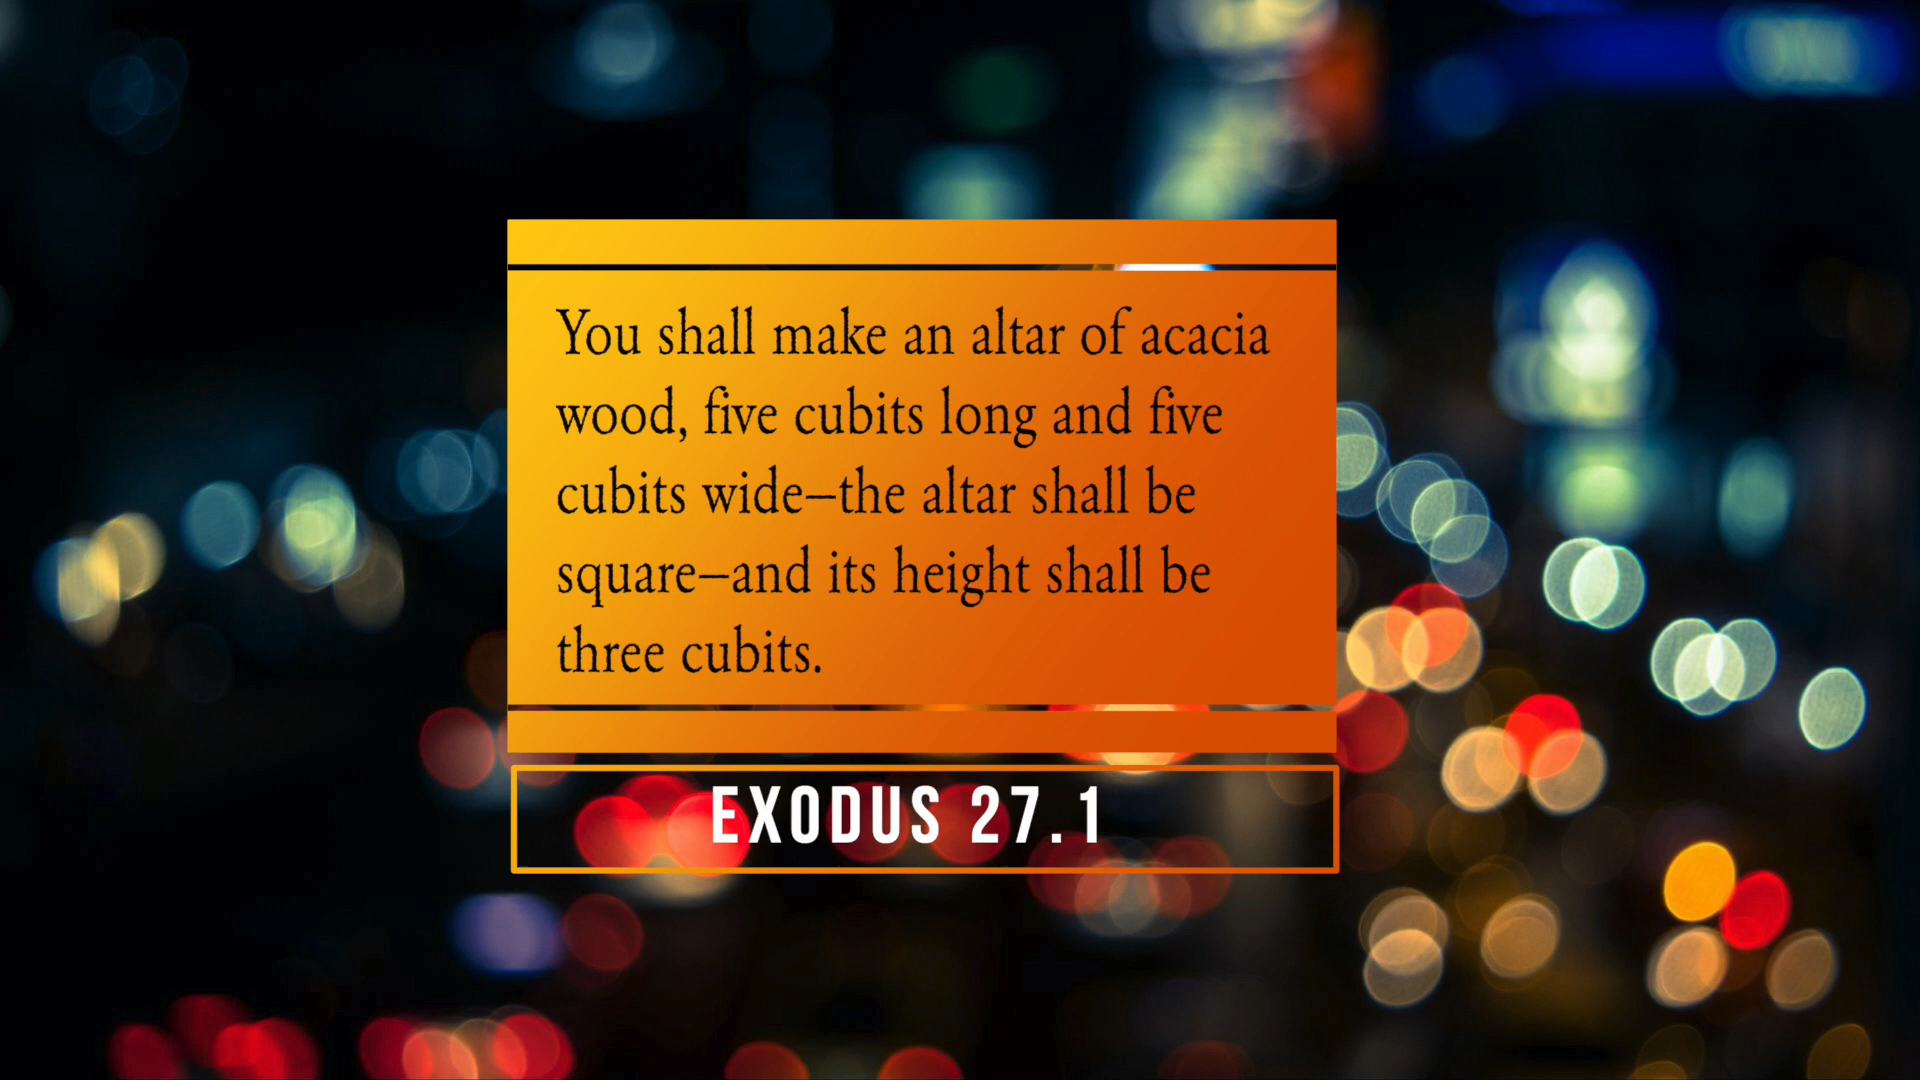 You shall make an altar of acacia
wood, five cubits long and five
cubits wide—the altar shall be
square—and its height shall be
three cubits.
EXODUS 27.1